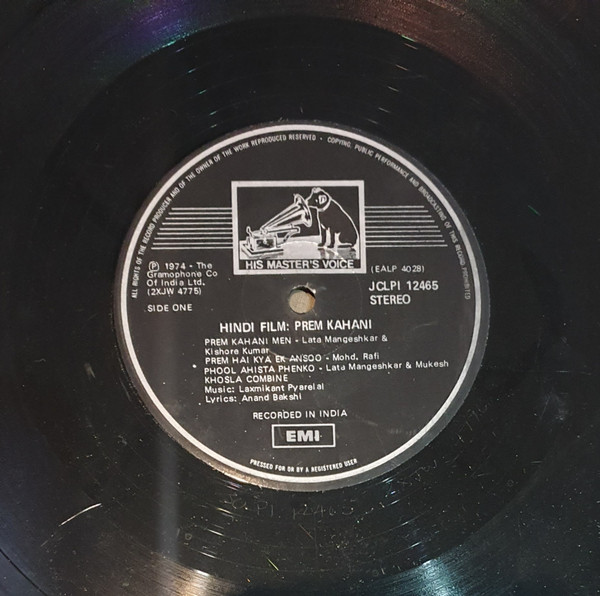 ALL RIGHTS OF THE RECORD PRODUCER AND OF THE OWNER OF THE WORK REPRODUCED RESERVED · COPYING, PUBLIC PERFORMANCE AND BROADCASTING OF THIS RECORD PROHIBITED
HIS MASTER'S VOICE
Ⓟ 1974 - The
Gramophone Co
Of India Ltd.
(2XJW 4775)
(EALP 4028)
JCLPI 12465
STEREO
SIDE ONE
HINDI FILM: PREM KAHANI
PREM KAHANI MEN - Lata Mangeshkar &
Kishore Kumar
PREM HAI KYA EK ANSOO - Mohd. Rafi
PHOOL AHISTA PHENKO - Lata Mangeshkar & Mukesh
KHOSLA COMBINE
Music: Laxmikant Pyarelal
Lyrics: Anand Bakshi
RECORDED IN INDIA
EMI
PRESSED FOR OR BY A REGISTERED USER